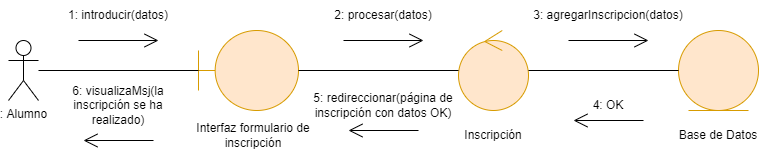 1: introducir(datos)
2: procesar(datos)
3: agregarInscripcion(datos)
6: visualizaMsj(la
inscripción se ha
realizado)
5: redireccionar(página de
inscripción con datos OK)
4: OK
: Alumno
Interfaz formulario de
inscripción
Inscripción
Base de Datos